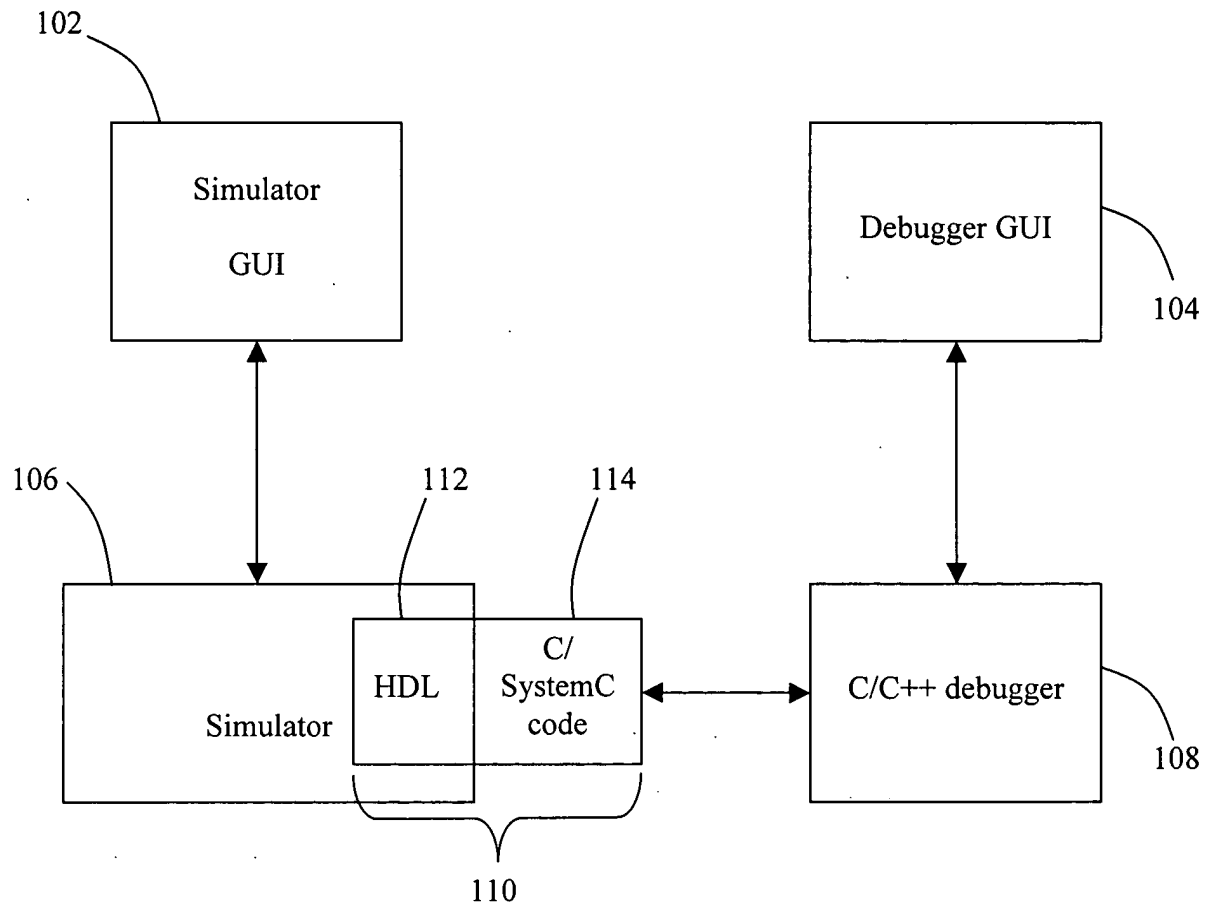 102
Simulator
GUI
Debugger GUI
104
106
112
114
HDL
C/
SystemC
code
Simulator
C/C++ debugger
108
110